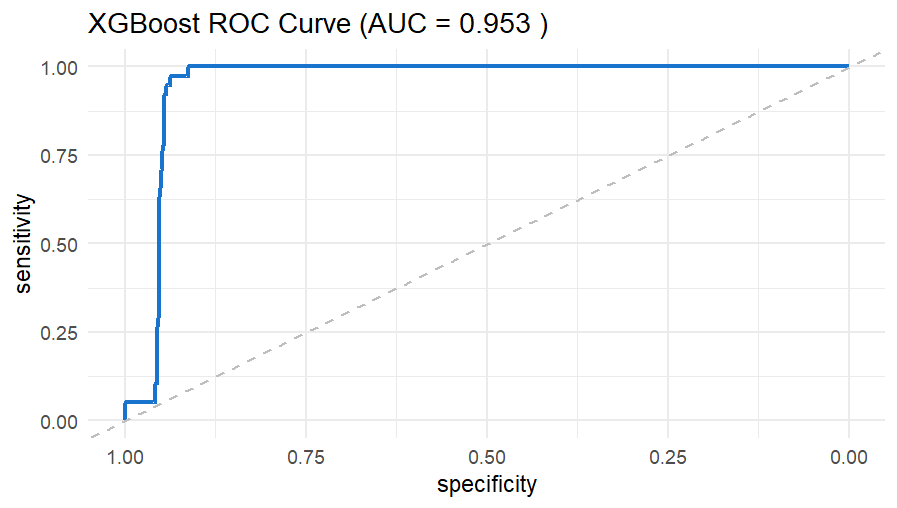 XGBoost ROC Curve (AUC = 0.953 )
1.00
0.75
0.50
0.25
0.00
sensitivity
1.00 0.75 0.50 0.25 0.00
specificity